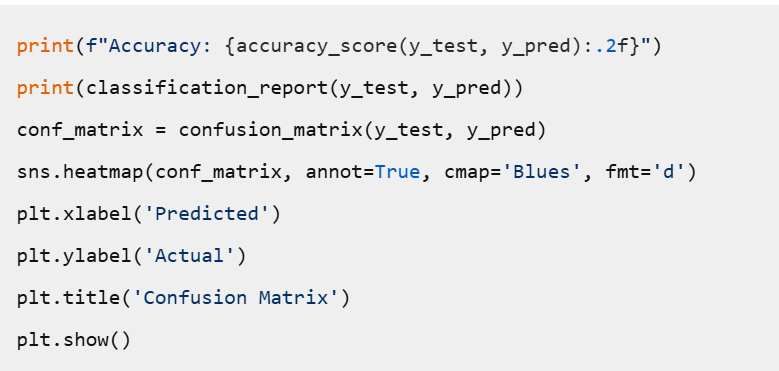 print(f"Accuracy: {accuracy_score(y_test, y_pred):.2f}")
print(classification_report(y_test, y_pred))
conf_matrix = confusion_matrix(y_test, y_pred)
sns.heatmap(conf_matrix, annot=True, cmap='Blues', fmt='d')
plt.xlabel('Predicted')
plt.ylabel('Actual')
plt.title('Confusion Matrix')
plt.show()